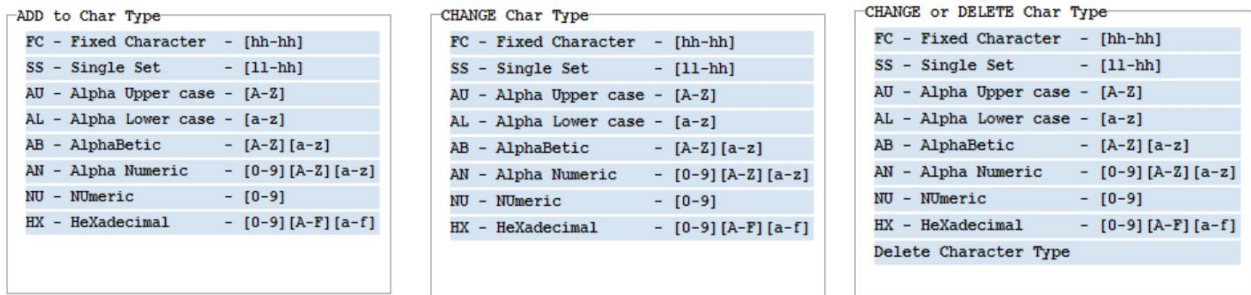 ADD to Char Type
FC - Fixed Character - [hh-hh]
SS - Single Set - [ll-hh]
AU - Alpha Upper case - [A-Z]
AL - Alpha Lower case - [a-z]
AB - AlphaBetic - [A-Z][a-z]
AN - Alpha Numeric - [0-9][A-Z][a-z]
NU - NUmeric - [0-9]
HX - HeXadecimal - [0-9][A-F][a-f]
CHANGE Char Type
FC - Fixed Character - [hh-hh]
SS - Single Set - [ll-hh]
AU - Alpha Upper case - [A-Z]
AL - Alpha Lower case - [a-z]
AB - AlphaBetic - [A-Z][a-z]
AN - Alpha Numeric - [0-9][A-Z][a-z]
NU - NUmeric - [0-9]
HX - HeXadecimal - [0-9][A-F][a-f]
CHANGE or DELETE Char Type
FC - Fixed Character - [hh-hh]
SS - Single Set - [ll-hh]
AU - Alpha Upper case - [A-Z]
AL - Alpha Lower case - [a-z]
AB - AlphaBetic - [A-Z][a-z]
AN - Alpha Numeric - [0-9][A-Z][a-z]
NU - NUmeric - [0-9]
HX - HeXadecimal - [0-9][A-F][a-f]
Delete Character Type